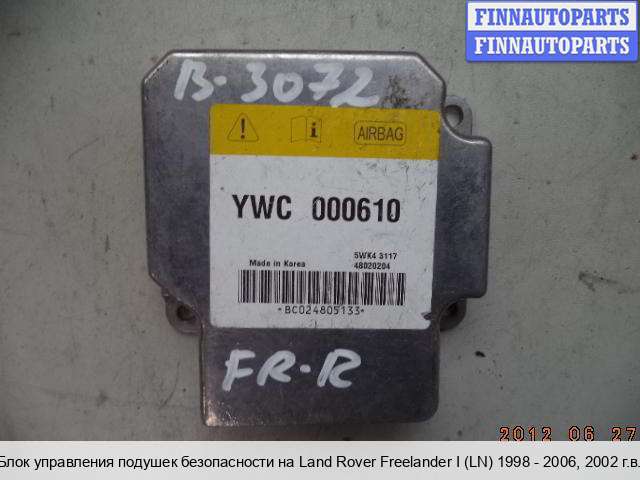 FINNAUTOPARTS
FINNAUTOPARTS
B-3072
AIRBAG
YWC 000610
5WK4 3117
Made in Korea 48020204
*BC024805133*
FR-R
2012 06 27
Блок управления подушек безопасности на Land Rover Freelander I (LN) 1998 - 2006, 2002 г.в.